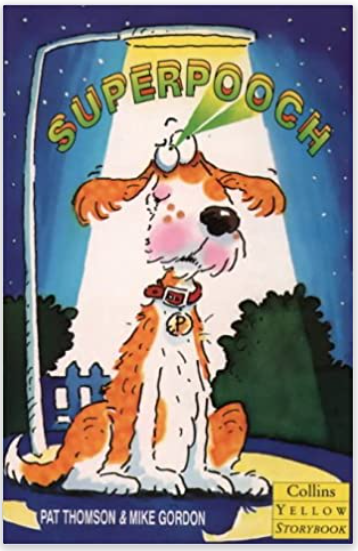 SUPERPOOCH
P
PAT THOMSON & MIKE GORDON
Collins
YELLOW
STORYBOOK